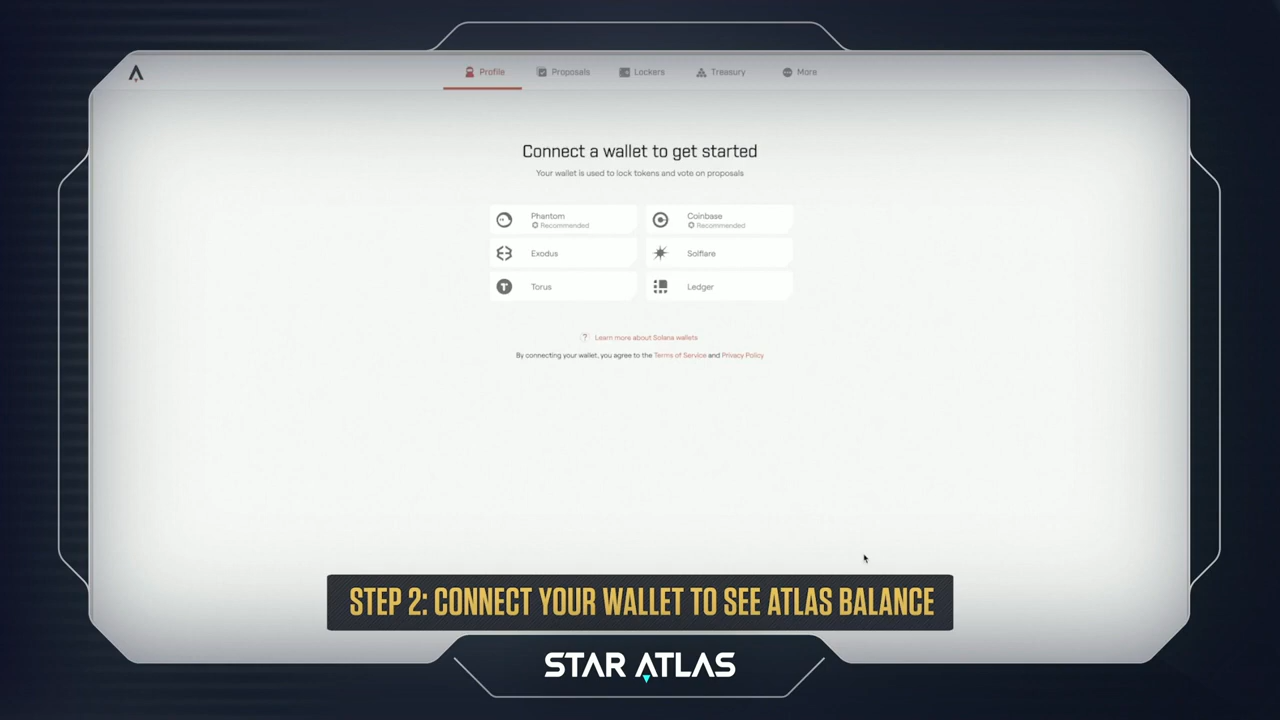 Profile Proposals Lockers Treasury More
Connect a wallet to get started
Your wallet is used to lock tokens and vote on proposals
Phantom
Recommended
Coinbase
Recommended
Exodus
Solflare
Torus
Ledger
? Learn more about Solana wallets
By connecting your wallet, you agree to the Terms of Service and Privacy Policy
STEP 2: CONNECT YOUR WALLET TO SEE ATLAS BALANCE
STAR ATLAS